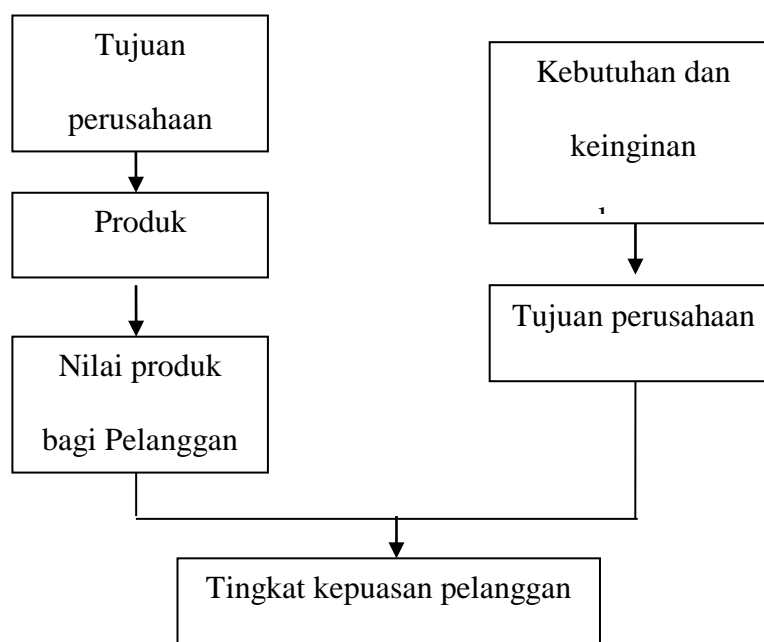 Tujuan
perusahaan
Produk
Nilai produk
bagi Pelanggan
Kebutuhan dan
keinginan
Tujuan perusahaan
Tingkat kepuasan pelanggan